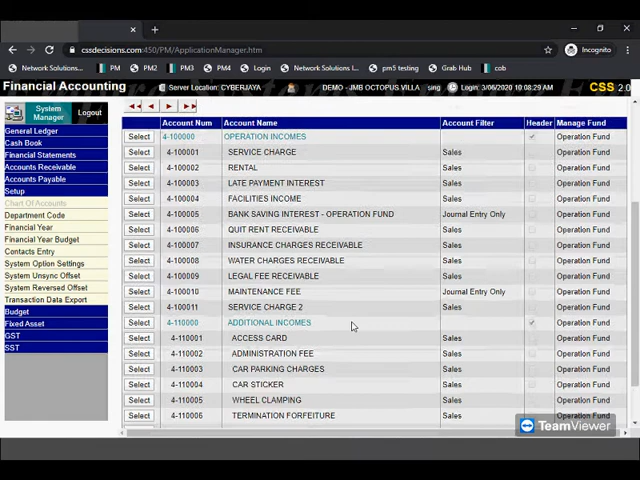 cssdecisions.com:450/PM/ApplicationManager.htm
Incognito
Network Solutions...
PM
PM2
PM3
PM4
Login
Network Solutions I...
pm5 testing
Grab Hub
cob
Financial Accounting
Server Location: CYBERJAYA
DEMO - JMB OCTOPUS VILLA
sing
Login: 3/06/2020 10:08:29 AM
CSS 2.0
System Manager
Logout
General Ledger
Cash Book
Financial Statements
Accounts Receivable
Accounts Payable
Setup
Chart Of Accounts
Department Code
Financial Year
Financial Year Budget
Contacts Entry
System Option Settings
System Unsync Offset
System Reversed Offset
Transaction Data Export
Budget
Fixed Asset
GST
SST
Account Num Account Name Account Filter Header Manage Fund
Select 4-100000 OPERATION INCOMES Operation Fund
Select 4-100001 SERVICE CHARGE Sales Operation Fund
Select 4-100002 RENTAL Sales Operation Fund
Select 4-100003 LATE PAYMENT INTEREST Sales Operation Fund
Select 4-100004 FACILITIES INCOME Sales Operation Fund
Select 4-100005 BANK SAVING INTEREST - OPERATION FUND Journal Entry Only Operation Fund
Select 4-100006 QUIT RENT RECEIVABLE Sales Operation Fund
Select 4-100007 INSURANCE CHARGES RECEIVABLE Sales Operation Fund
Select 4-100008 WATER CHARGES RECEIVABLE Sales Operation Fund
Select 4-100009 LEGAL FEE RECEIVABLE Sales Operation Fund
Select 4-100010 MAINTENANCE FEE Journal Entry Only Operation Fund
Select 4-100011 SERVICE CHARGE 2 Sales Operation Fund
Select 4-110000 ADDITIONAL INCOMES Operation Fund
Select 4-110001 ACCESS CARD Sales Operation Fund
Select 4-110002 ADMINISTRATION FEE Sales Operation Fund
Select 4-110003 CAR PARKING CHARGES Sales Operation Fund
Select 4-110004 CAR STICKER Sales Operation Fund
Select 4-110005 WHEEL CLAMPING Sales Operation Fund
Select 4-110006 TERMINATION FORFEITURE Sales Operation Fund
TeamViewer